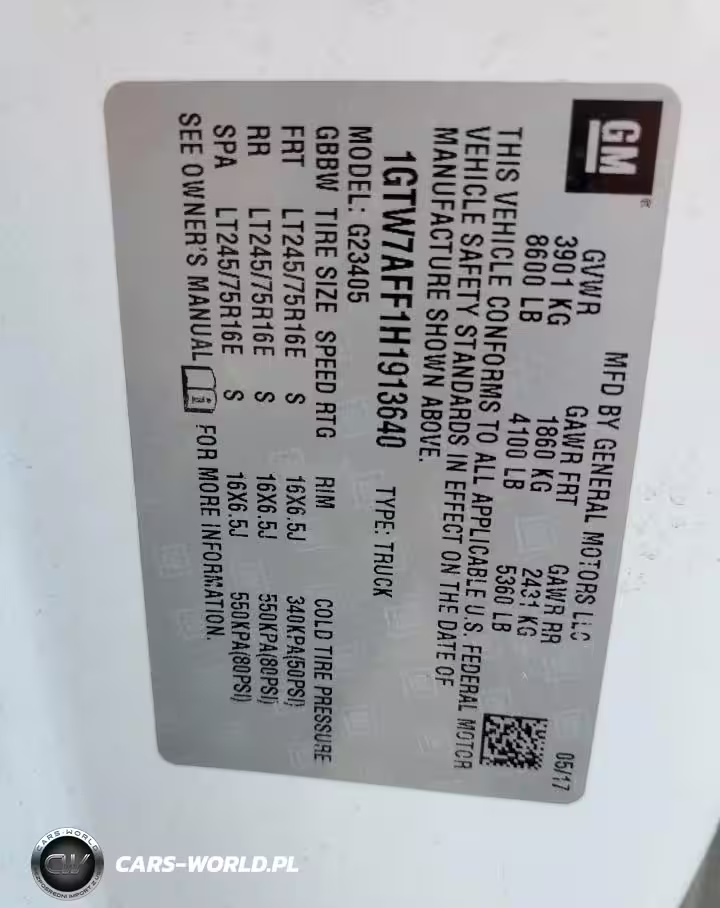 GM
MFD BY GENERAL MOTORS LLC
05/17
GVWR GAWR FRT GAWR RR
3901 KG 1860 KG 2431 KG
8600 LB 4100 LB 5360 LB
THIS VEHICLE CONFORMS TO ALL APPLICABLE U.S. FEDERAL MOTOR
VEHICLE SAFETY STANDARDS IN EFFECT ON THE DATE OF
MANUFACTURE SHOWN ABOVE.
1GTW7AFF1H1913640 TYPE: TRUCK
MODEL: G23405
GBBW TIRE SIZE SPEED RTG RIM COLD TIRE PRESSURE
FRT LT245/75R16E S 16X6.5J 340KPA(50PSI)
RR LT245/75R16E S 16X6.5J 550KPA(80PSI)
SPA LT245/75R16E S 16X6.5J 550KPA(80PSI)
SEE OWNER'S MANUAL FOR MORE INFORMATION.
CARS-WORLD
CW
CARS-WORLD.PL